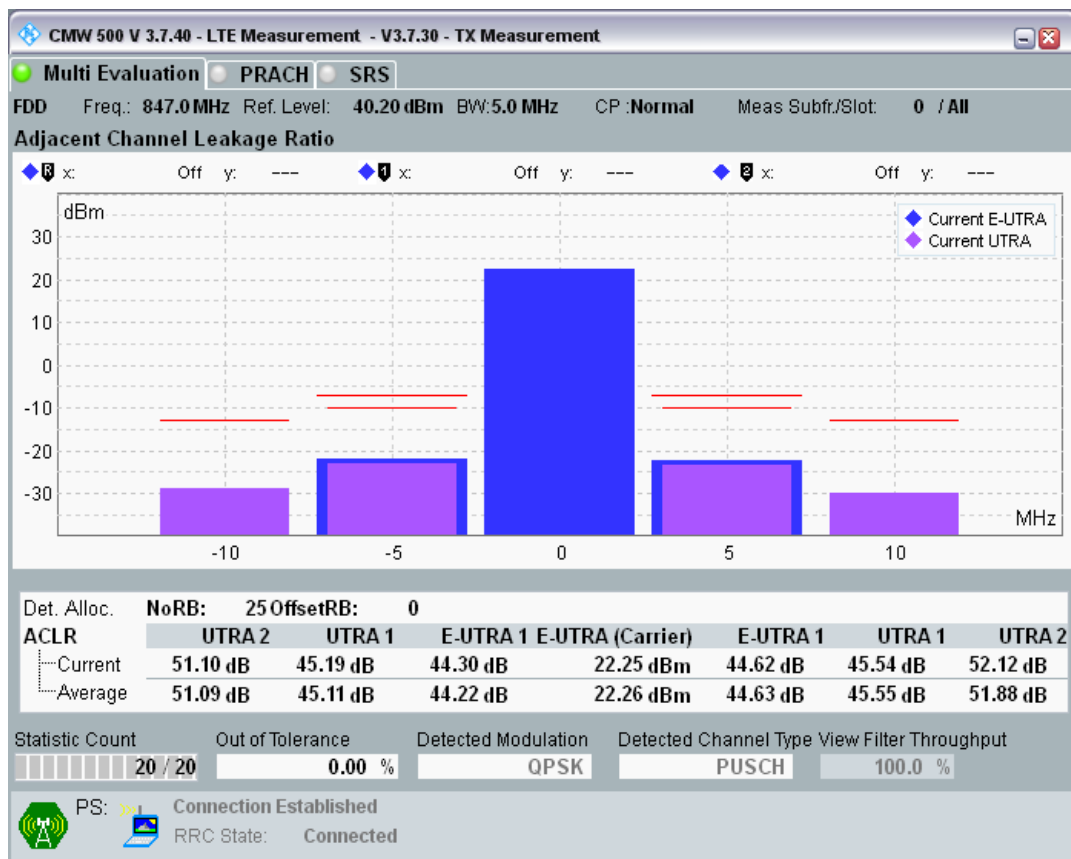 CMW 500 V 3.7.40 - LTE Measurement - V3.7.30 - TX Measurement
Multi Evaluation PRACH SRS
FDD Freq.: 847.0 MHz Ref. Level: 40.20 dBm BW:5.0 MHz CP :Normal Meas Subfr./Slot: 0 / All
Adjacent Channel Leakage Ratio
R x: Off y: --- 1 x: Off y: --- 2 x: Off y: ---
dBm
Current E-UTRA
Current UTRA
30
20
10
0
-10
-20
-30
MHz
-10 -5 0 5 10
Det. Alloc. NoRB: 25 OffsetRB: 0
ACLR UTRA 2 UTRA 1 E-UTRA 1 E-UTRA (Carrier) E-UTRA 1 UTRA 1 UTRA 2
Current 51.10 dB 45.19 dB 44.30 dB 22.25 dBm 44.62 dB 45.54 dB 52.12 dB
Average 51.09 dB 45.11 dB 44.22 dB 22.26 dBm 44.63 dB 45.55 dB 51.88 dB
Statistic Count Out of Tolerance Detected Modulation Detected Channel Type View Filter Throughput
20 / 20 0.00 % QPSK PUSCH 100.0 %
PS: Connection Established
RRC State: Connected